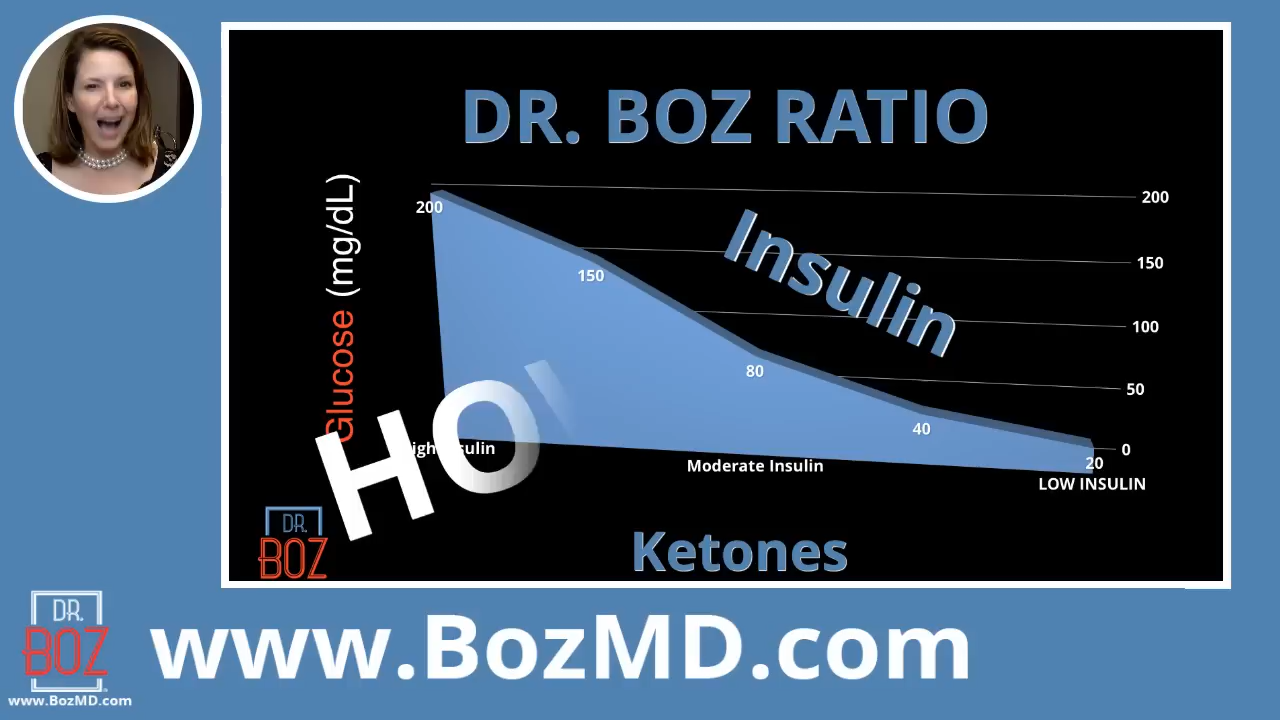 DR. BOZ RATIO
Glucose (mg/dL)
Insulin
200
150
100
50
0
200
150
80
40
20
HO
Moderate Insulin
LOW INSULIN
Ketones
DR.
BOZ
DR.
BOZ
www.BozMD.com
www.BozMD.com